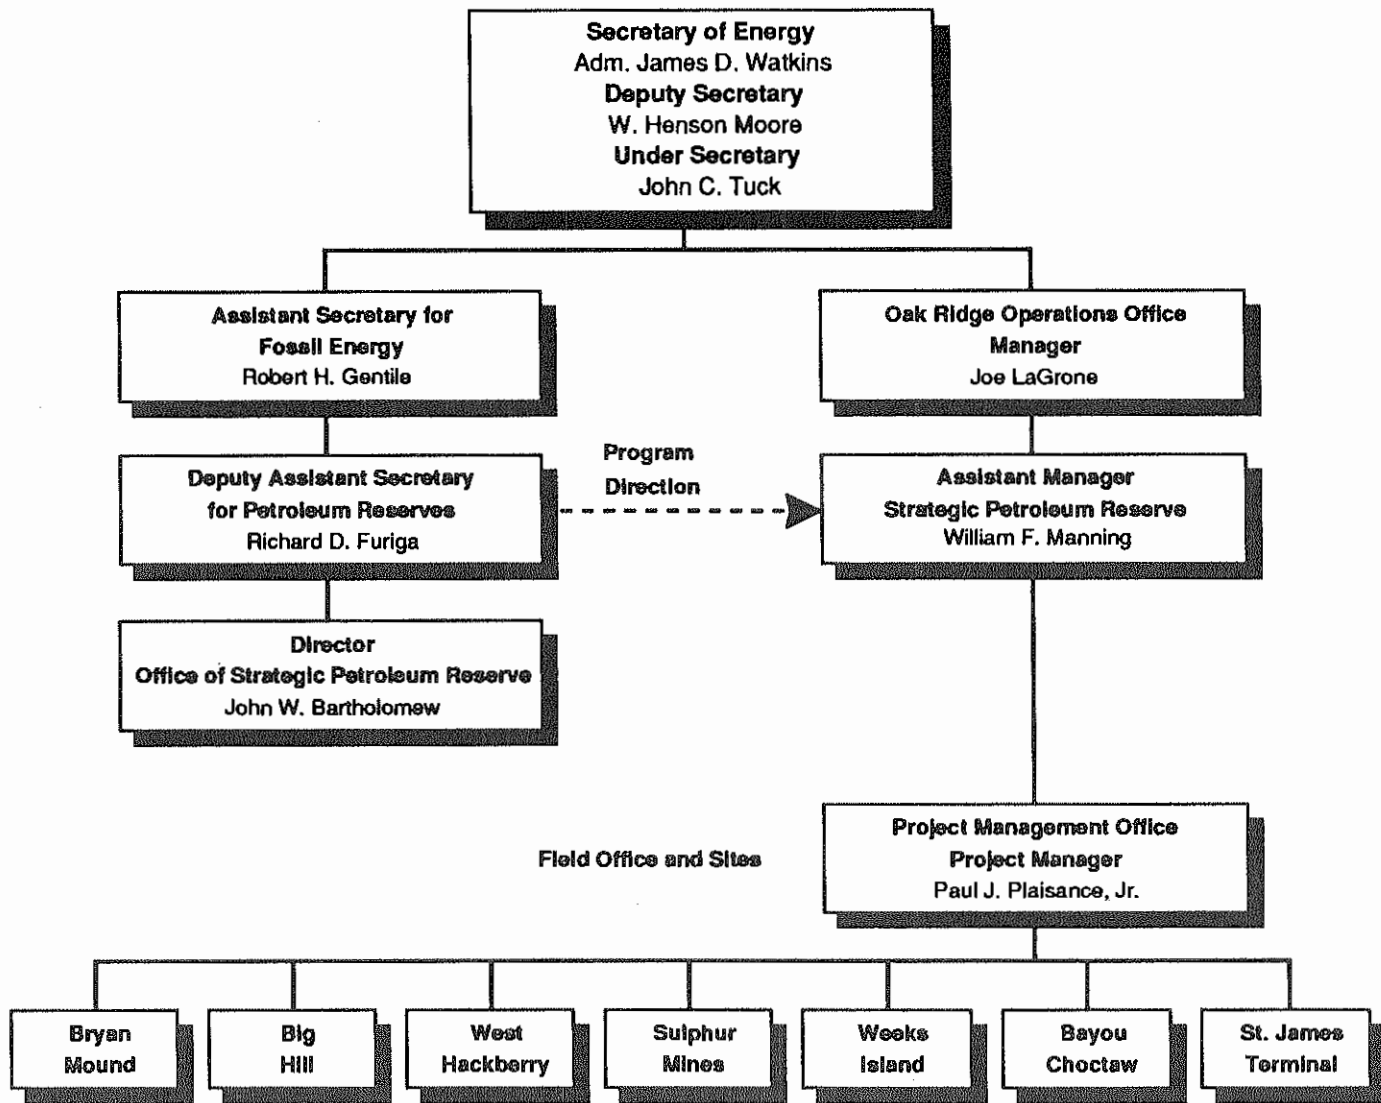 Secretary of Energy
Adm. James D. Watkins
Deputy Secretary
W. Henson Moore
Under Secretary
John C. Tuck
Assistant Secretary for
Fossil Energy
Robert H. Gentile
Oak Ridge Operations Office
Manager
Joe LaGrone
Deputy Assistant Secretary
for Petroleum Reserves
Richard D. Furiga
Program
Direction
Assistant Manager
Strategic Petroleum Reserve
William F. Manning
Director
Office of Strategic Petroleum Reserve
John W. Bartholomew
Field Office and Sites
Project Management Office
Project Manager
Paul J. Plaisance, Jr.
Bryan
Mound
Big
Hill
West
Hackberry
Sulphur
Mines
Weeks
Island
Bayou
Choctaw
St. James
Terminal